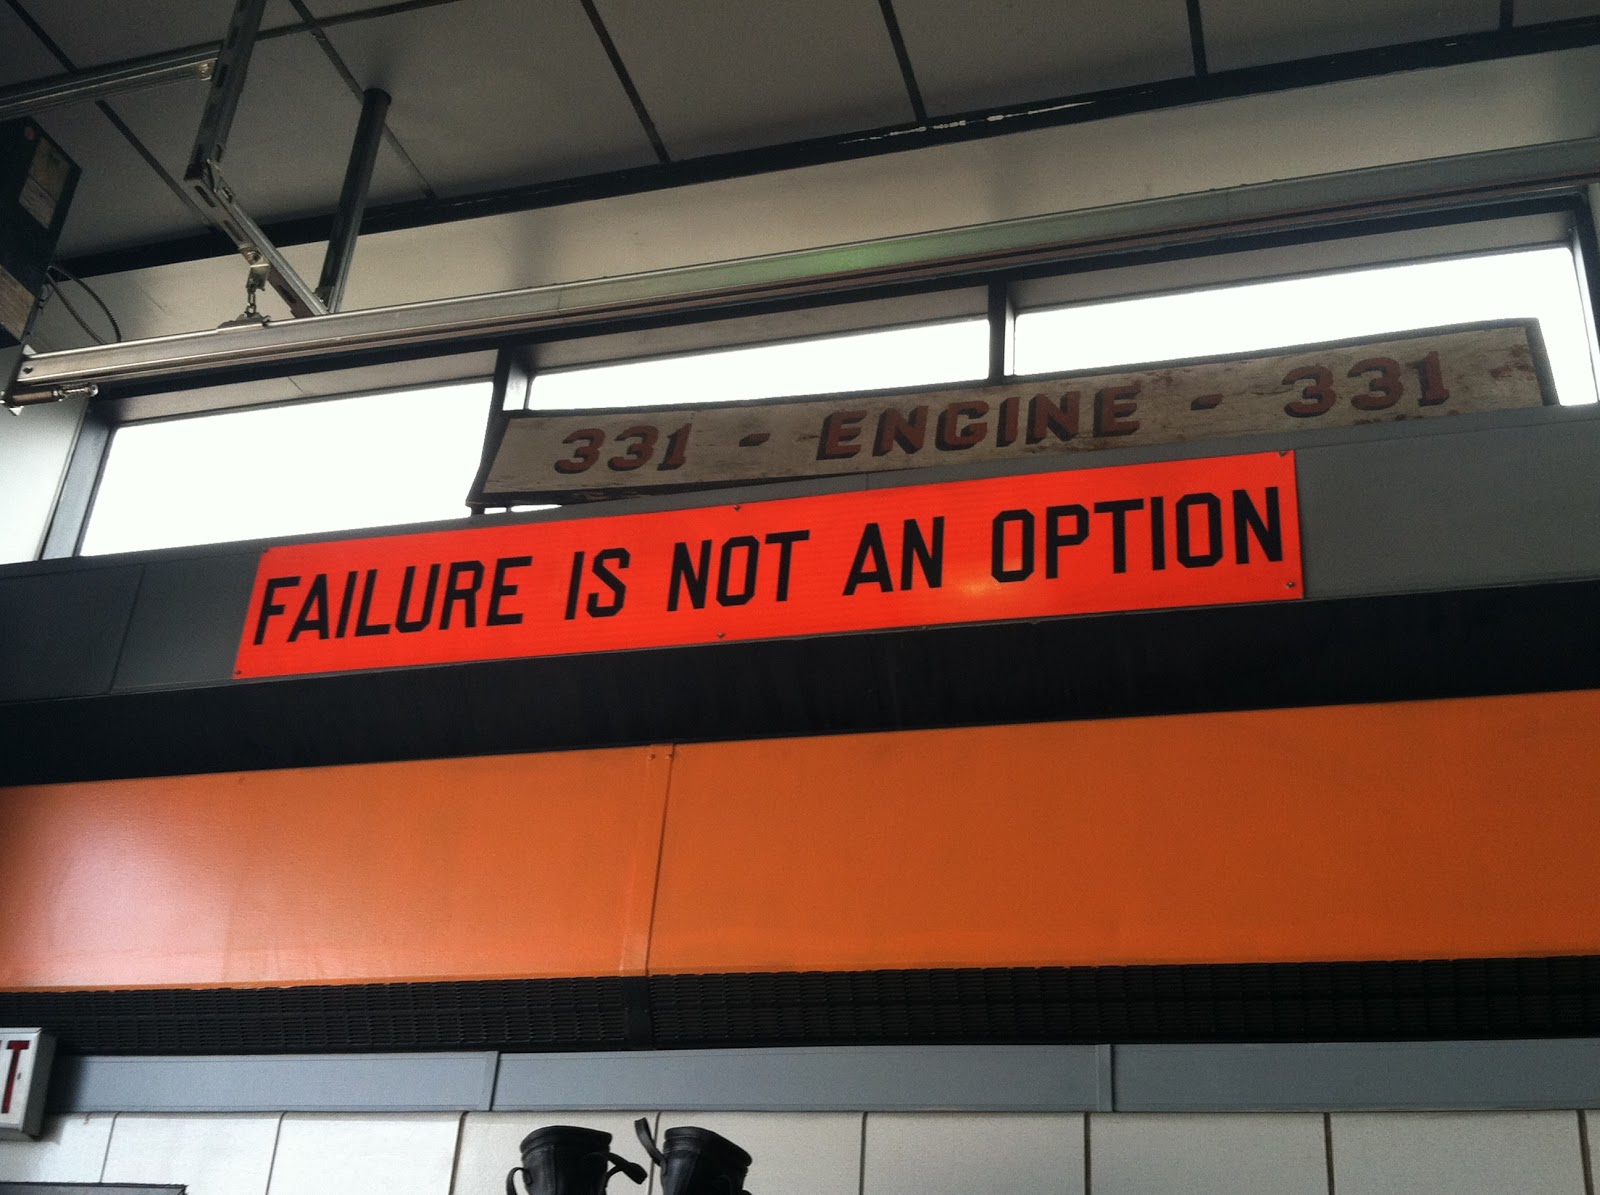 331 - ENGINE - 331
FAILURE IS NOT AN OPTION